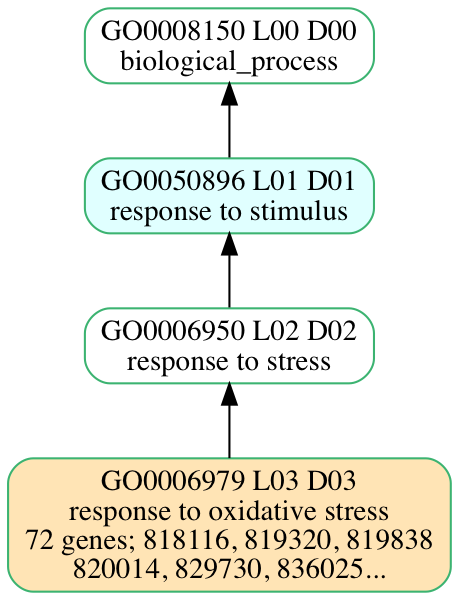 GO0008150 L00 D00
biological_process
GO0050896 L01 D01
response to stimulus
GO0006950 L02 D02
response to stress
GO0006979 L03 D03
response to oxidative stress
72 genes; 818116, 819320, 819838
820014, 829730, 836025...